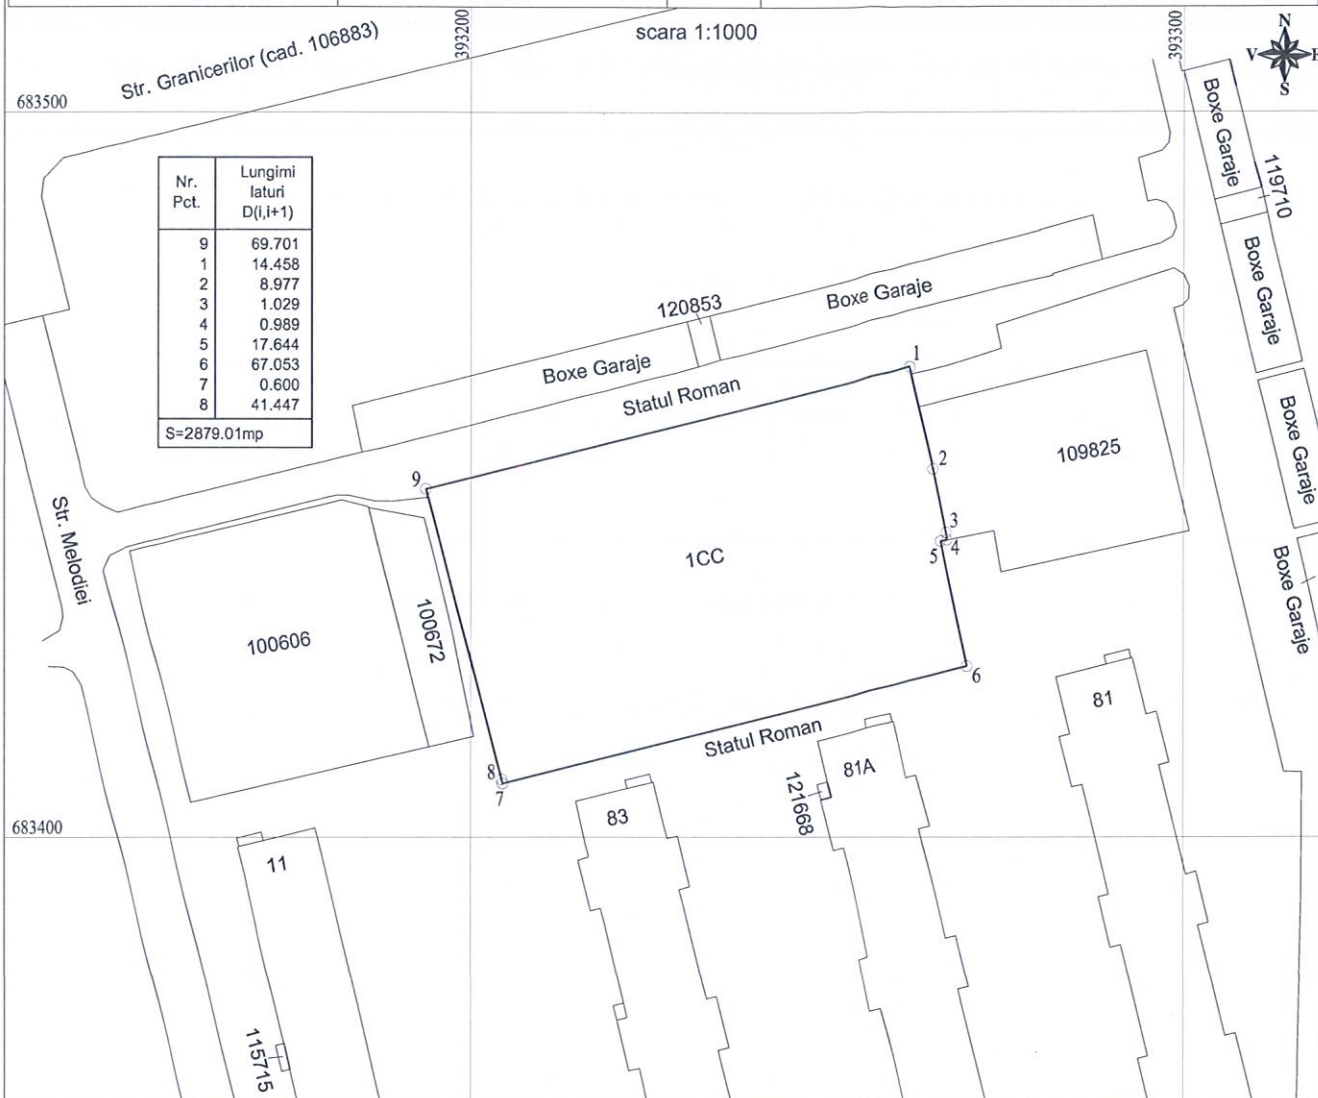 393200
scara 1:1000
393300
N
V
E
S
Str. Granicerilor (cad. 106883)
683500
Boxe Garaje
119710
Nr.
Pct.
Lungimi
laturi
D(i,i+1)
9 69.701
1 14.458
2 8.977
3 1.029
4 0.989
5 17.644
6 67.053
7 0.600
8 41.447
S=2879.01mp
Boxe Garaje
120853
Boxe Garaje
Boxe Garaje
1
Statul Roman
Boxe Garaje
109825
2
9
Str. Melodiei
3
4
5
1CC
Boxe Garaje
100606
100672
6
81
Statul Roman
81A
8
7
121668
83
683400
11
115715